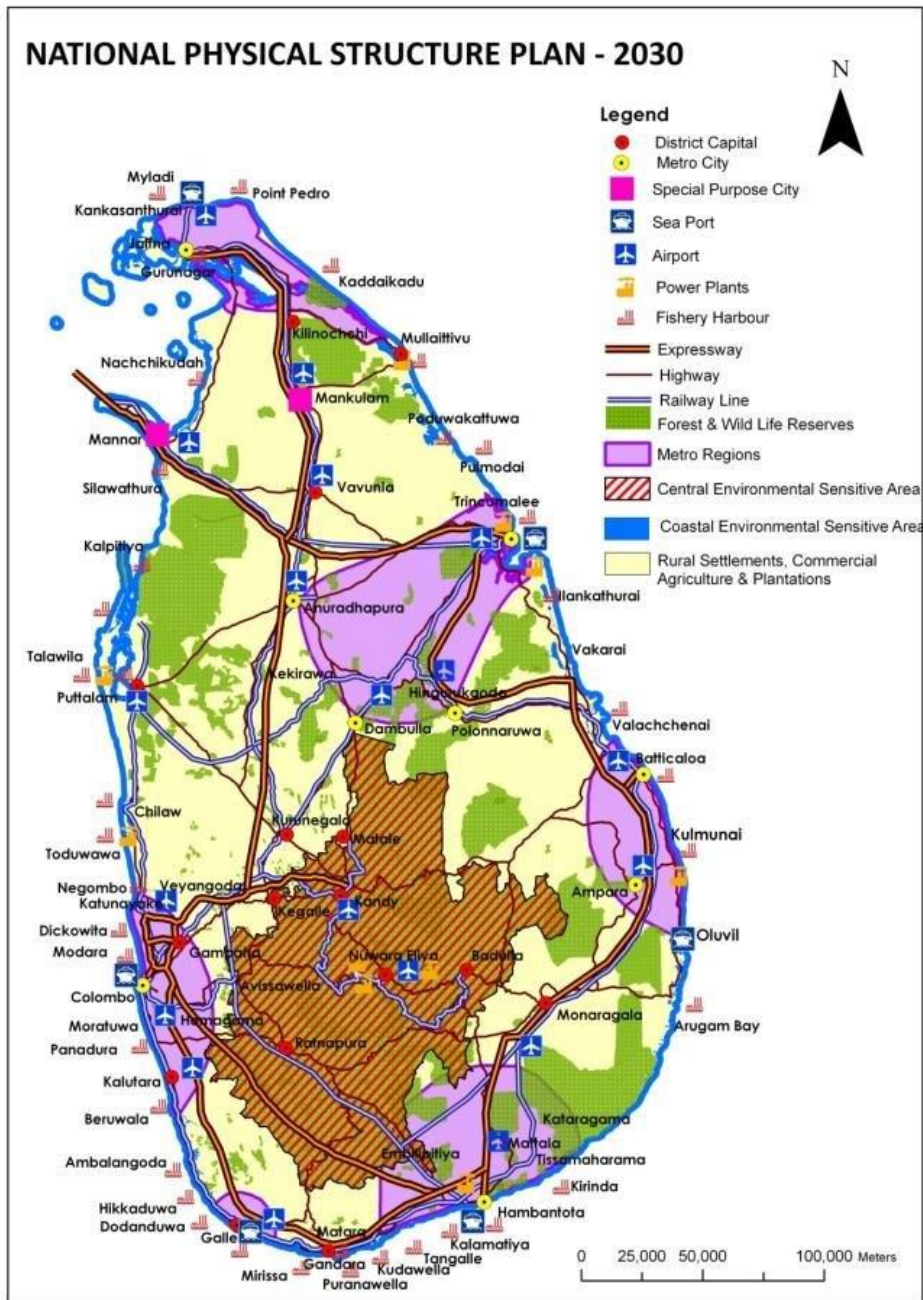 NATIONAL PHYSICAL STRUCTURE PLAN - 2030
N
Legend
District Capital
Metro City
Special Purpose City
Sea Port
Airport
Power Plants
Fishery Harbour
Expressway
Highway
Railway Line
Forest & Wild Life Reserves
Metro Regions
Central Environmental Sensitive Area
Coastal Environmental Sensitive Area
Rural Settlements, Commercial
Agriculture & Plantations
Myladi
Point Pedro
Kankasanthurai
Jaffna
Gurunagar
Kaddaikadu
Kilinochchi
Mullaittivu
Nachchikudah
Mankulam
Peduwakattuwa
Mannar
Pulmodai
Silawathura
Vavunia
Trincomalee
Kalpitiya
Illankathurai
Anuradhapura
Vakarai
Talawila
Kekirawa
Hingurukgoda
Puttalam
Valachchenai
Dambulla
Polonnaruwa
Batticaloa
Chilaw
Kurunegala
Matale
Kulmunai
Toduwawa
Negombo
Veyangoda
Katunayake
Kegalle
Kandy
Ampara
Dickowita
Gampaha
Oluvil
Modara
Nuwara Eliya
Badulla
Avissawella
Colombo
Monaragala
Arugam Bay
Moratuwa
Homagama
Panadura
Ratnapura
Kalutara
Beruwala
Kataragama
Embilipitiya
Mattala
Ambalangoda
Tissamaharama
Kirinda
Hikkaduwa
Hambantota
Dodanduwa
Galle
Matara
Kalamatiya
Gandara
Tangalle
Mirissa
Kudawella
Puranawella
0 25,000 50,000 100,000 Meters